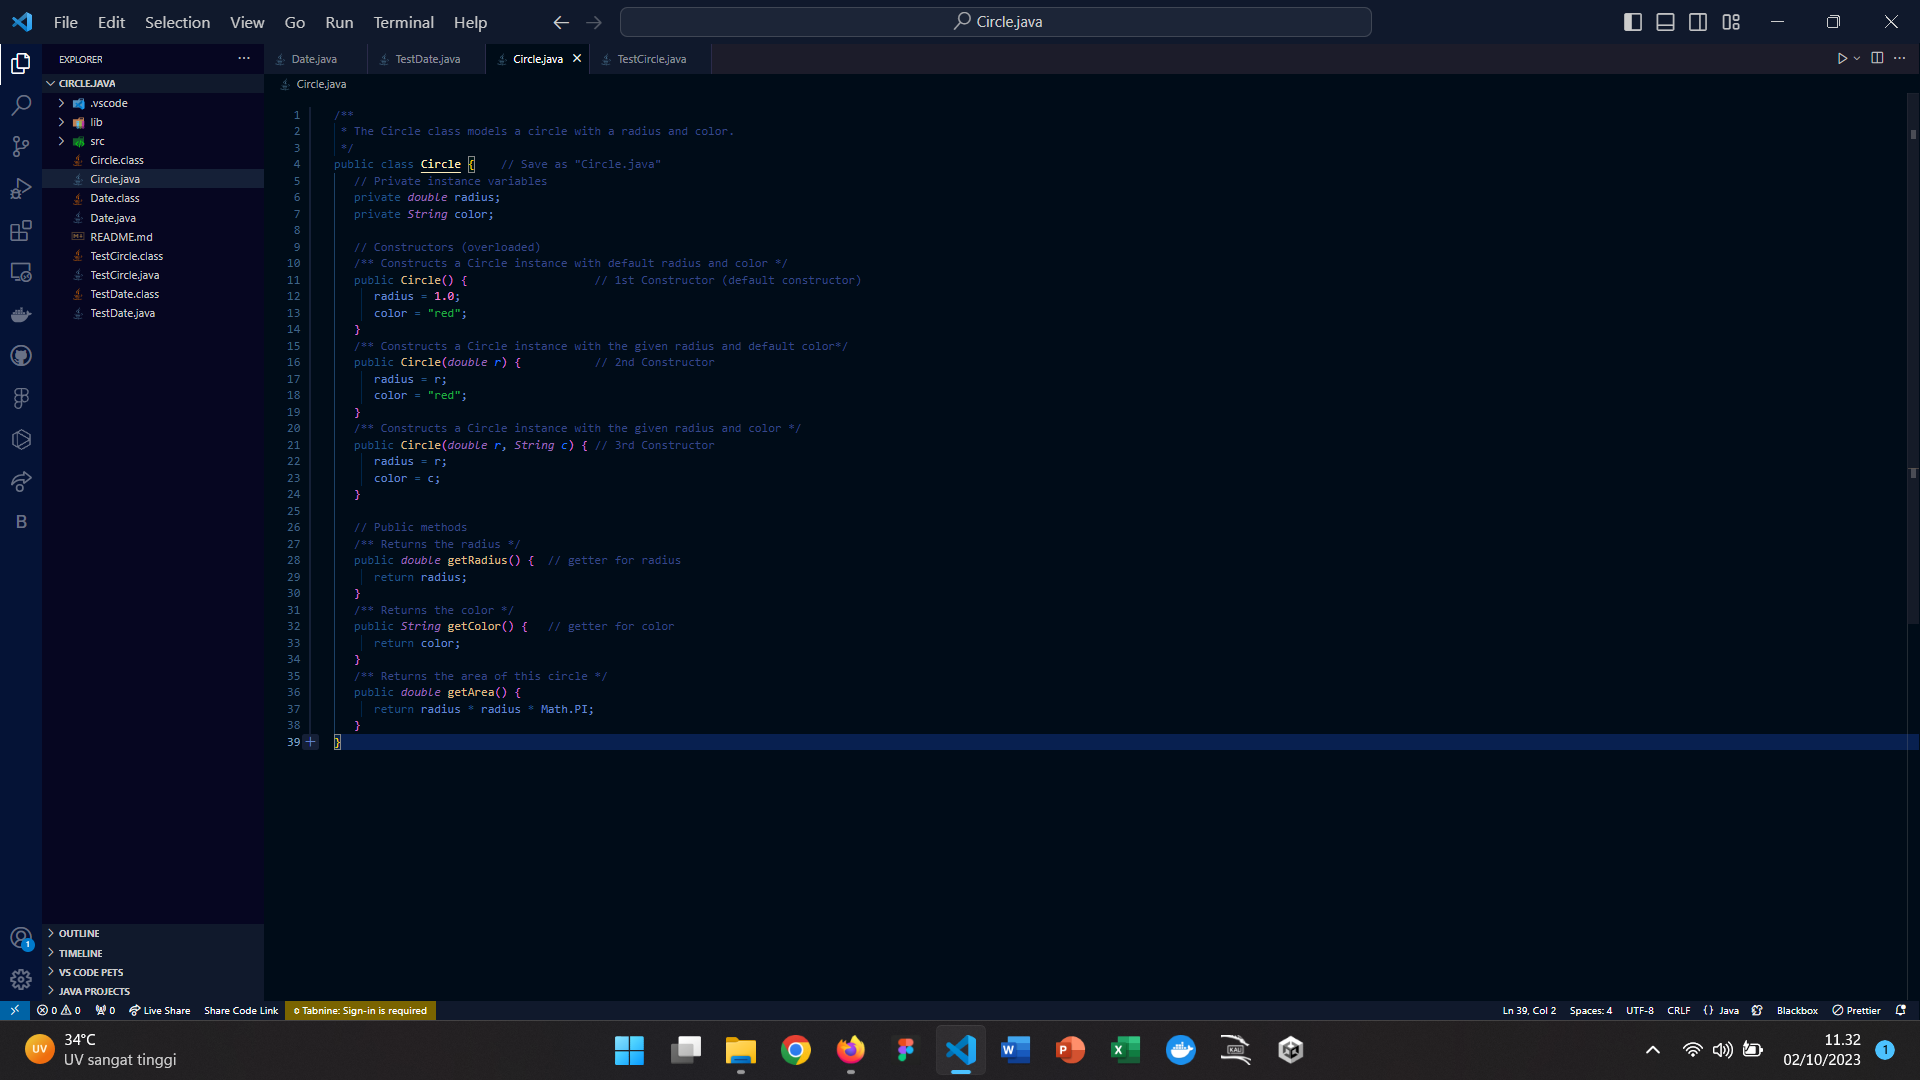 File Edit Selection View Go Run Terminal Help
Circle.java
EXPLORER
Date.java TestDate.java Circle.java TestCircle.java
CIRCLE.JAVA
.vscode
lib
src
Circle.class
Circle.java
Date.class
Date.java
README.md
TestCircle.class
TestCircle.java
TestDate.class
TestDate.java
OUTLINE
TIMELINE
VS CODE PETS
JAVA PROJECTS
Circle.java
1 /**
2 * The Circle class models a circle with a radius and color.
3 */
4 public class Circle { // Save as "Circle.java"
5 // Private instance variables
6 private double radius;
7 private String color;
8
9 // Constructors (overloaded)
10 /** Constructs a Circle instance with default radius and color */
11 public Circle() { // 1st Constructor (default constructor)
12 radius = 1.0;
13 color = "red";
14 }
15 /** Constructs a Circle instance with the given radius and default color*/
16 public Circle(double r) { // 2nd Constructor
17 radius = r;
18 color = "red";
19 }
20 /** Constructs a Circle instance with the given radius and color */
21 public Circle(double r, String c) { // 3rd Constructor
22 radius = r;
23 color = c;
24 }
25
26 // Public methods
27 /** Returns the radius */
28 public double getRadius() { // getter for radius
29 return radius;
30 }
31 /** Returns the color */
32 public String getColor() { // getter for color
33 return color;
34 }
35 /** Returns the area of this circle */
36 public double getArea() {
37 return radius * radius * Math.PI;
38 }
39 }
1
0 0 0 Live Share Share Code Link Tabnine: Sign-in is required
Ln 39, Col 2 Spaces: 4 UTF-8 CRLF {} Java Blackbox Prettier
UV
34°C
UV sangat tinggi
W P X KALI
11.32
02/10/2023
1
B